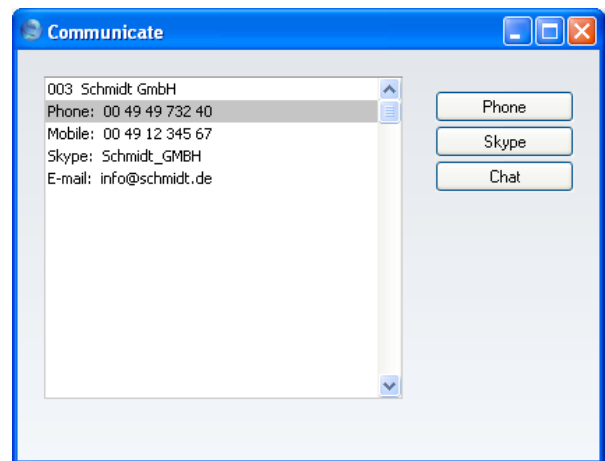 Communicate
003 Schmidt GmbH
Phone: 00 49 49 732 40
Mobile: 00 49 12 345 67
Skype: Schmidt_GMBH
E-mail: info@schmidt.de
Phone
Skype
Chat